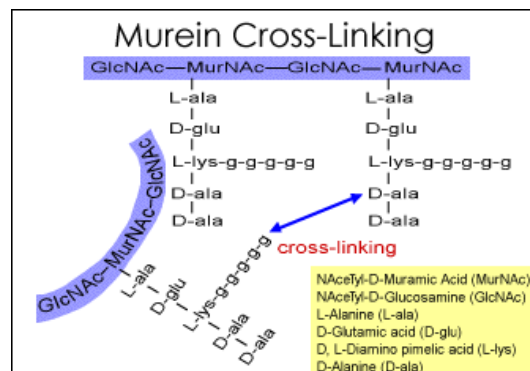 Murein Cross-Linking
GlcNAc—MurNAc—GlcNAc—MurNAc
L-ala
D-glu
L-lys-g-g-g-g-g
D-ala
D-ala
L-ala
D-glu
L-lys-g-g-g-g-g
D-ala
D-ala
cross-linking
GlcNAc–MurNAc–GlcNAc
L-ala
D-glu
L-lys-g-g-g-g-g
D-ala
D-ala
NAceTyl-D-Muramic Acid (MurNAc)
NAceTyl-D-Glucosamine (GlcNAc)
L-Alanine (L-ala)
D-Glutamic acid (D-glu)
D, L-Diamino pimelic acid (L-lys)
D-Alanine (D-ala)